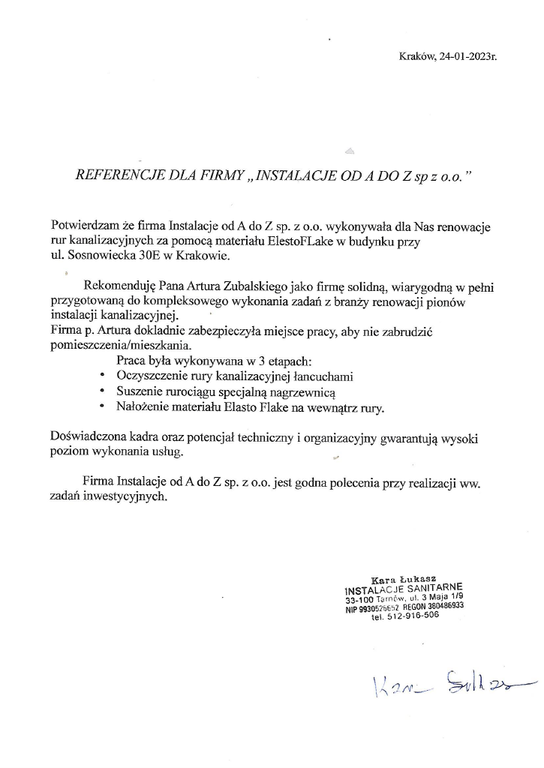 Kraków, 24-01-2023r.
REFERENCJE DLA FIRMY „INSTALACJE OD A DO Z sp z o.o.”
Potwierdzam że firma Instalacje od A do Z sp. z o.o. wykonywała dla Nas renowacje
rur kanalizacyjnych za pomocą materiału ElestoFLake w budynku przy
ul. Sosnowiecka 30E w Krakowie.
Rekomenduję Pana Artura Zubalskiego jako firmę solidną, wiarygodną w pełni
przygotowaną do kompleksowego wykonania zadań z branży renowacji pionów
instalacji kanalizacyjnej.
Firma p. Artura dokładnie zabezpieczyła miejsce pracy, aby nie zabrudzić
pomieszczenia/mieszkania.
Praca była wykonywana w 3 etapach:
• Oczyszczenie rury kanalizacyjnej łańcuchami
• Suszenie rurociągu specjalną nagrzewnicą
• Nałożenie materiału Elasto Flake na wewnątrz rury.
Doświadczona kadra oraz potencjał techniczny i organizacyjny gwarantują wysoki
poziom wykonania usług.
Firma Instalacje od A do Z sp. z o.o. jest godna polecenia przy realizacji ww.
zadań inwestycyjnych.
Kara Łukasz
INSTALACJE SANITARNE
33-100 Tarnów, ul. 3 Maja 1/9
NIP 9930526652 REGON 380486933
tel. 512-916-506